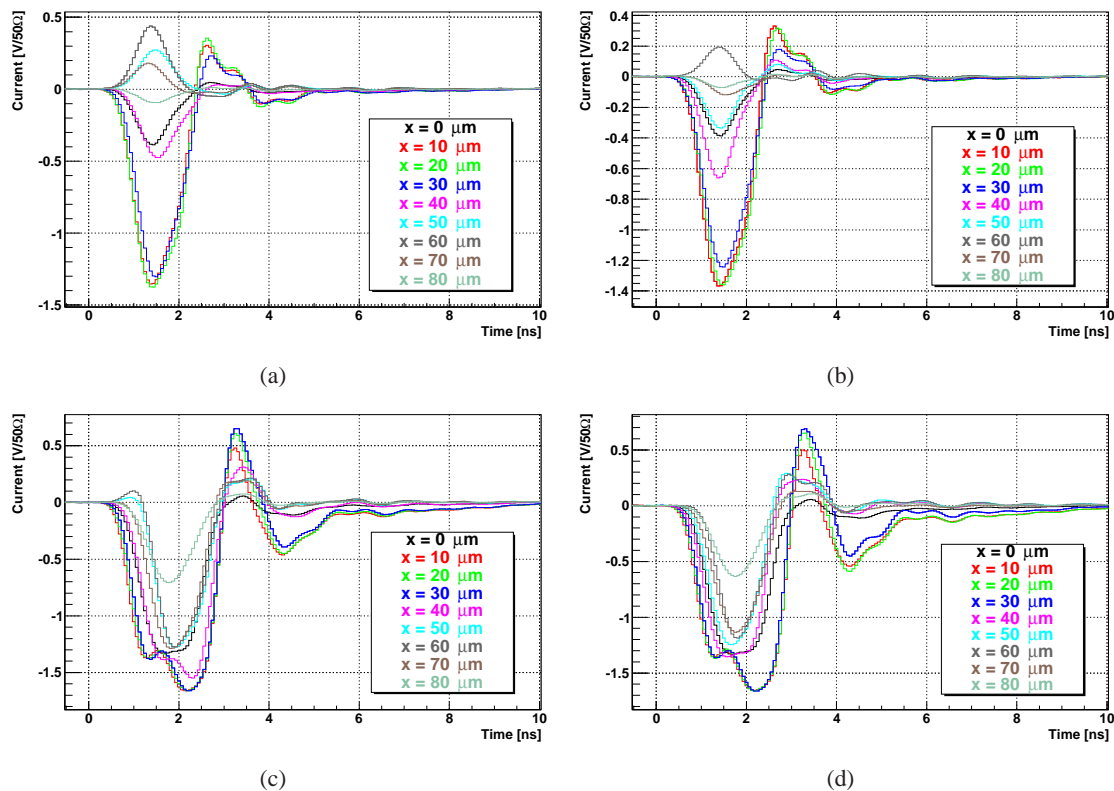 Current [V/50Ω]
0.5
0
-0.5
-1
-1.5
x = 0 μm
x = 10 μm
x = 20 μm
x = 30 μm
x = 40 μm
x = 50 μm
x = 60 μm
x = 70 μm
x = 80 μm
0 2 4 6 8 10
Time [ns]
(a)
Current [V/50Ω]
0.4
0.2
0
-0.2
-0.4
-0.6
-0.8
-1
-1.2
-1.4
x = 0 μm
x = 10 μm
x = 20 μm
x = 30 μm
x = 40 μm
x = 50 μm
x = 60 μm
x = 70 μm
x = 80 μm
0 2 4 6 8 10
Time [ns]
(b)
Current [V/50Ω]
0.5
0
-0.5
-1
-1.5
x = 0 μm
x = 10 μm
x = 20 μm
x = 30 μm
x = 40 μm
x = 50 μm
x = 60 μm
x = 70 μm
x = 80 μm
0 2 4 6 8 10
Time [ns]
(c)
Current [V/50Ω]
0.5
0
-0.5
-1
-1.5
x = 0 μm
x = 10 μm
x = 20 μm
x = 30 μm
x = 40 μm
x = 50 μm
x = 60 μm
x = 70 μm
x = 80 μm
0 2 4 6 8 10
Time [ns]
(d)